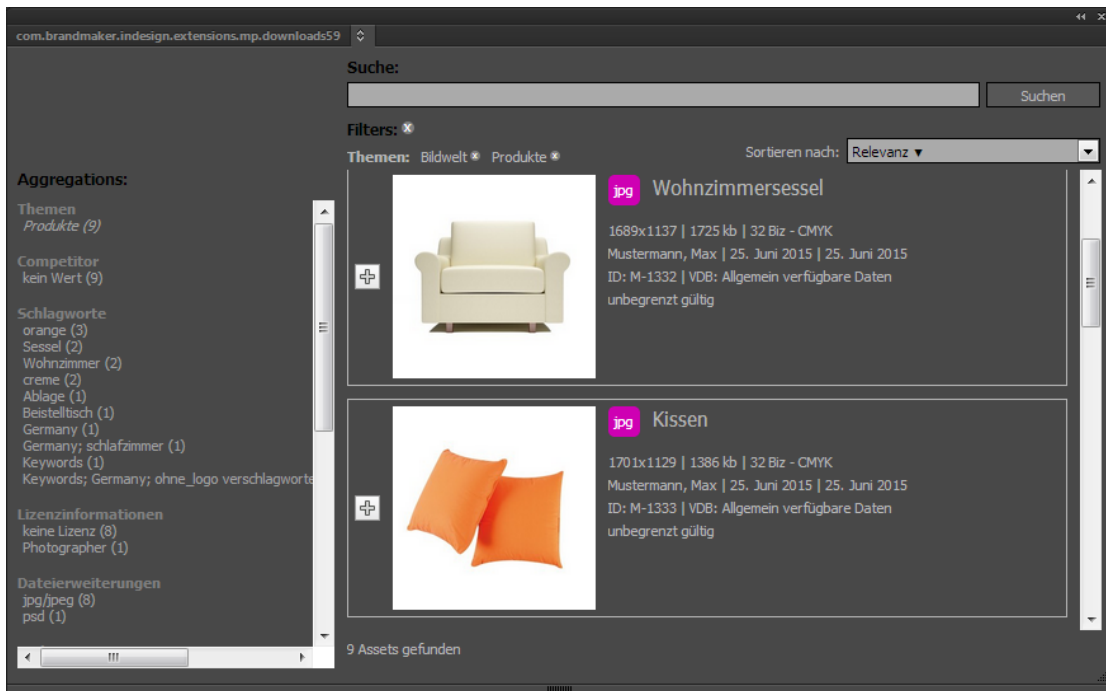 com.brandmaker.indesign.extensions.mp.downloads59
Suche:
Suchen
Filters:
Themen: Bildwelt Produkte
Sortieren nach: Relevanz ▼
Aggregations:
Themen
Produkte (9)
Competitor
kein Wert (9)
Schlagworte
orange (3)
Sessel (2)
Wohnzimmer (2)
creme (2)
Ablage (1)
Beistelltisch (1)
Germany (1)
Germany; schlafzimmer (1)
Keywords (1)
Keywords; Germany; ohne_logo verschlagworte
Lizenzinformationen
keine Lizenz (8)
Photographer (1)
Dateierweiterungen
jpg/jpeg (8)
psd (1)
jpg Wohnzimmersessel
1689x1137 | 1725 kb | 32 Biz - CMYK
Mustermann, Max | 25. Juni 2015 | 25. Juni 2015
ID: M-1332 | VDB: Allgemein verfügbare Daten
unbegrenzt gültig
jpg Kissen
1701x1129 | 1386 kb | 32 Biz - CMYK
Mustermann, Max | 25. Juni 2015 | 25. Juni 2015
ID: M-1333 | VDB: Allgemein verfügbare Daten
unbegrenzt gültig
9 Assets gefunden